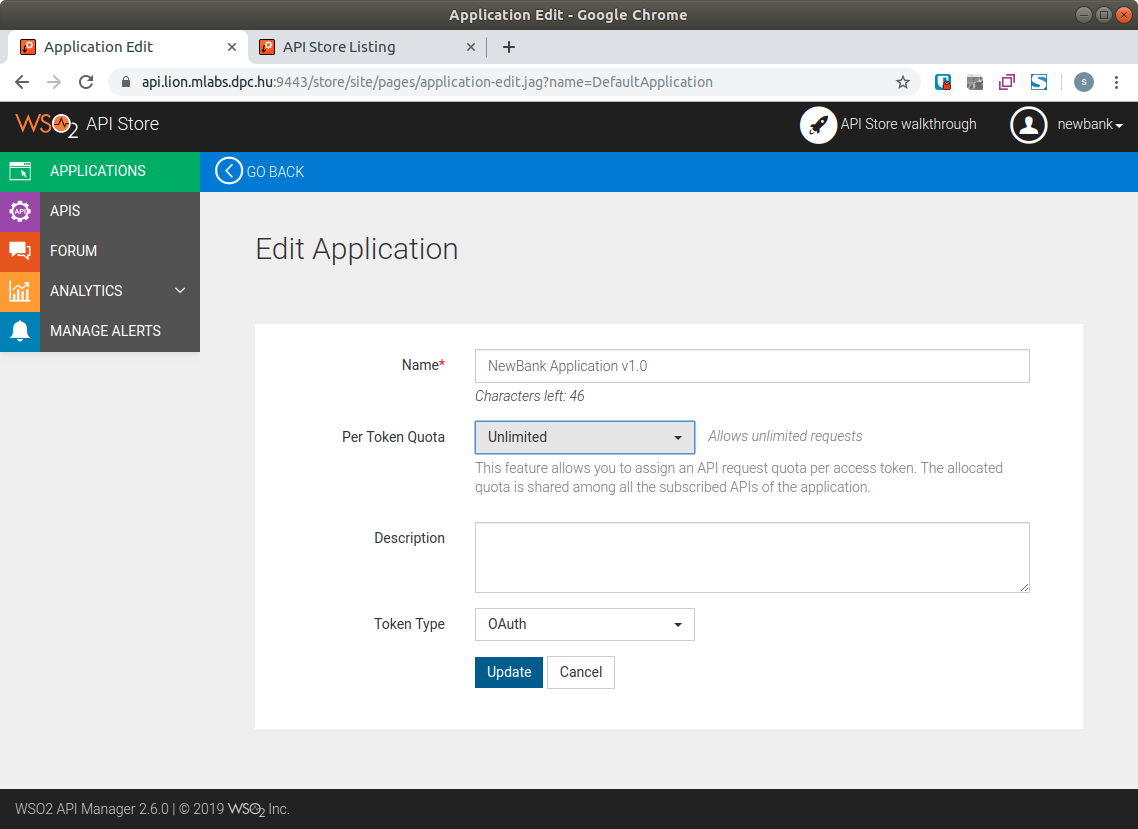 Application Edit - Google Chrome
Application Edit
API Store Listing
api.lion.mlabs.dpc.hu:9443/store/site/pages/application-edit.jag?name=DefaultApplication
S
s
WSO2 API Store
API Store walkthrough
newbank
APPLICATIONS
GO BACK
API
APIS
FORUM
ANALYTICS
MANAGE ALERTS
Edit Application
Name*
NewBank Application v1.0
Characters left: 46
Per Token Quota
Unlimited
Allows unlimited requests
This feature allows you to assign an API request quota per access token. The allocated
quota is shared among all the subscribed APIs of the application.
Description
Token Type
OAuth
Update
Cancel
WSO2 API Manager 2.6.0 | © 2019 WSO2 Inc.